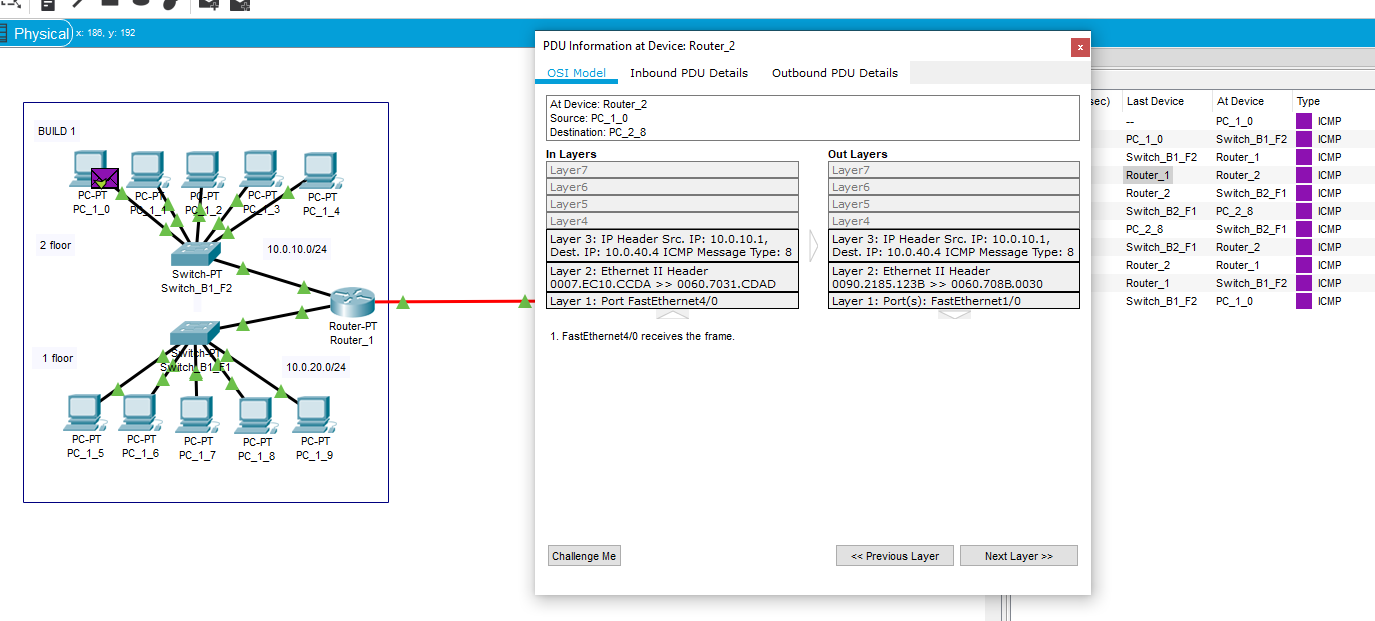 Physical x: 186, y: 192
BUILD 1
PC-PT
PC_1_0
PC-PT
PC_1_1
PC-PT
PC_1_2
PC-PT
PC_1_3
PC-PT
PC_1_4
2 floor
10.0.10.0/24
Switch-PT
Switch_B1_F2
Router-PT
Router_1
Switch-PT
Switch_B1_F1
1 floor
10.0.20.0/24
PC-PT
PC_1_5
PC-PT
PC_1_6
PC-PT
PC_1_7
PC-PT
PC_1_8
PC-PT
PC_1_9
PDU Information at Device: Router_2
x
OSI Model Inbound PDU Details Outbound PDU Details
At Device: Router_2
Source: PC_1_0
Destination: PC_2_8
In Layers
Layer7
Layer6
Layer5
Layer4
Layer 3: IP Header Src. IP: 10.0.10.1,
Dest. IP: 10.0.40.4 ICMP Message Type: 8
Layer 2: Ethernet II Header
0007.EC10.CCDA >> 0060.7031.CDAD
Layer 1: Port FastEthernet4/0
Out Layers
Layer7
Layer6
Layer5
Layer4
Layer 3: IP Header Src. IP: 10.0.10.1,
Dest. IP: 10.0.40.4 ICMP Message Type: 8
Layer 2: Ethernet II Header
0090.2185.123B >> 0060.708B.0030
Layer 1: Port(s): FastEthernet1/0
1. FastEthernet4/0 receives the frame.
Challenge Me << Previous Layer Next Layer >>
sec) Last Device At Device Type
-- PC_1_0 ICMP
PC_1_0 Switch_B1_F2 ICMP
Switch_B1_F2 Router_1 ICMP
Router_1 Router_2 ICMP
Router_2 Switch_B2_F1 ICMP
Switch_B2_F1 PC_2_8 ICMP
PC_2_8 Switch_B2_F1 ICMP
Switch_B2_F1 Router_2 ICMP
Router_2 Router_1 ICMP
Router_1 Switch_B1_F2 ICMP
Switch_B1_F2 PC_1_0 ICMP